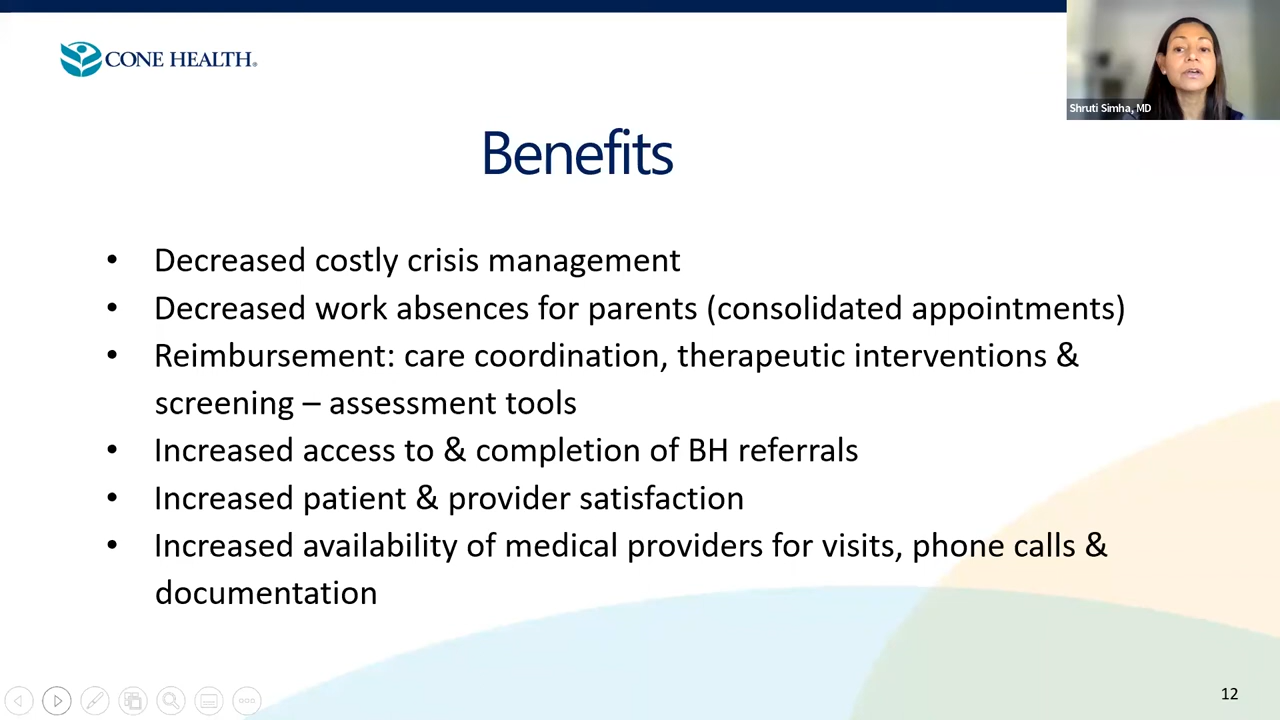 CONE HEALTH®
Shruti Simha, MD
Benefits
• Decreased costly crisis management
• Decreased work absences for parents (consolidated appointments)
• Reimbursement: care coordination, therapeutic interventions &
screening – assessment tools
• Increased access to & completion of BH referrals
• Increased patient & provider satisfaction
• Increased availability of medical providers for visits, phone calls &
documentation
12